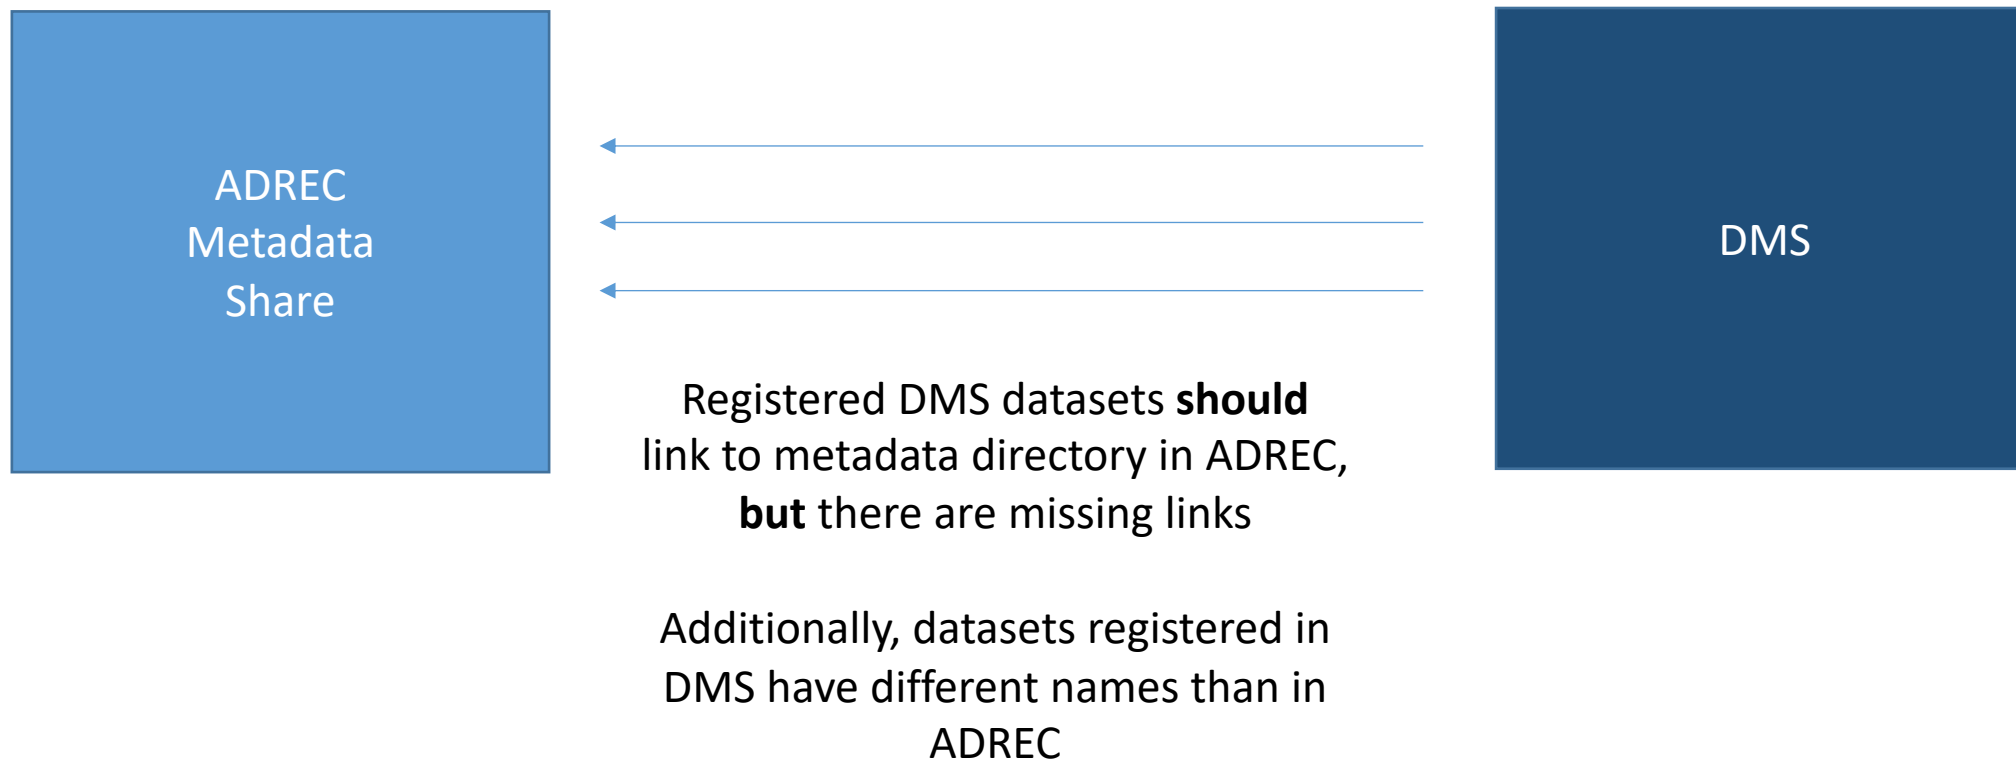 ADREC
Metadata
Share
DMS
Registered DMS datasets should
link to metadata directory in ADREC,
but there are missing links
Additionally, datasets registered in
DMS have different names than in
ADREC